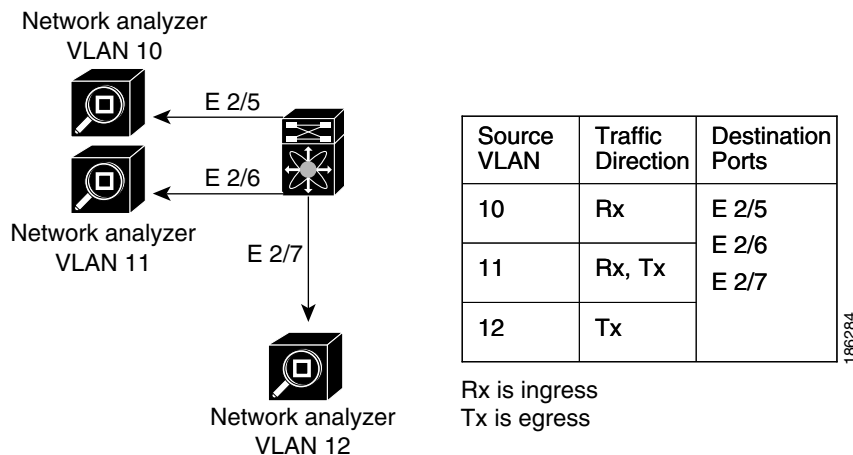 Network analyzer
VLAN 10
E 2/5
E 2/6
Network analyzer
VLAN 11
E 2/7
Network analyzer
VLAN 12
Source VLAN Traffic Direction Destination Ports
10 Rx E 2/5
E 2/6
11 Rx, Tx E 2/7
12 Tx
186284
Rx is ingress
Tx is egress